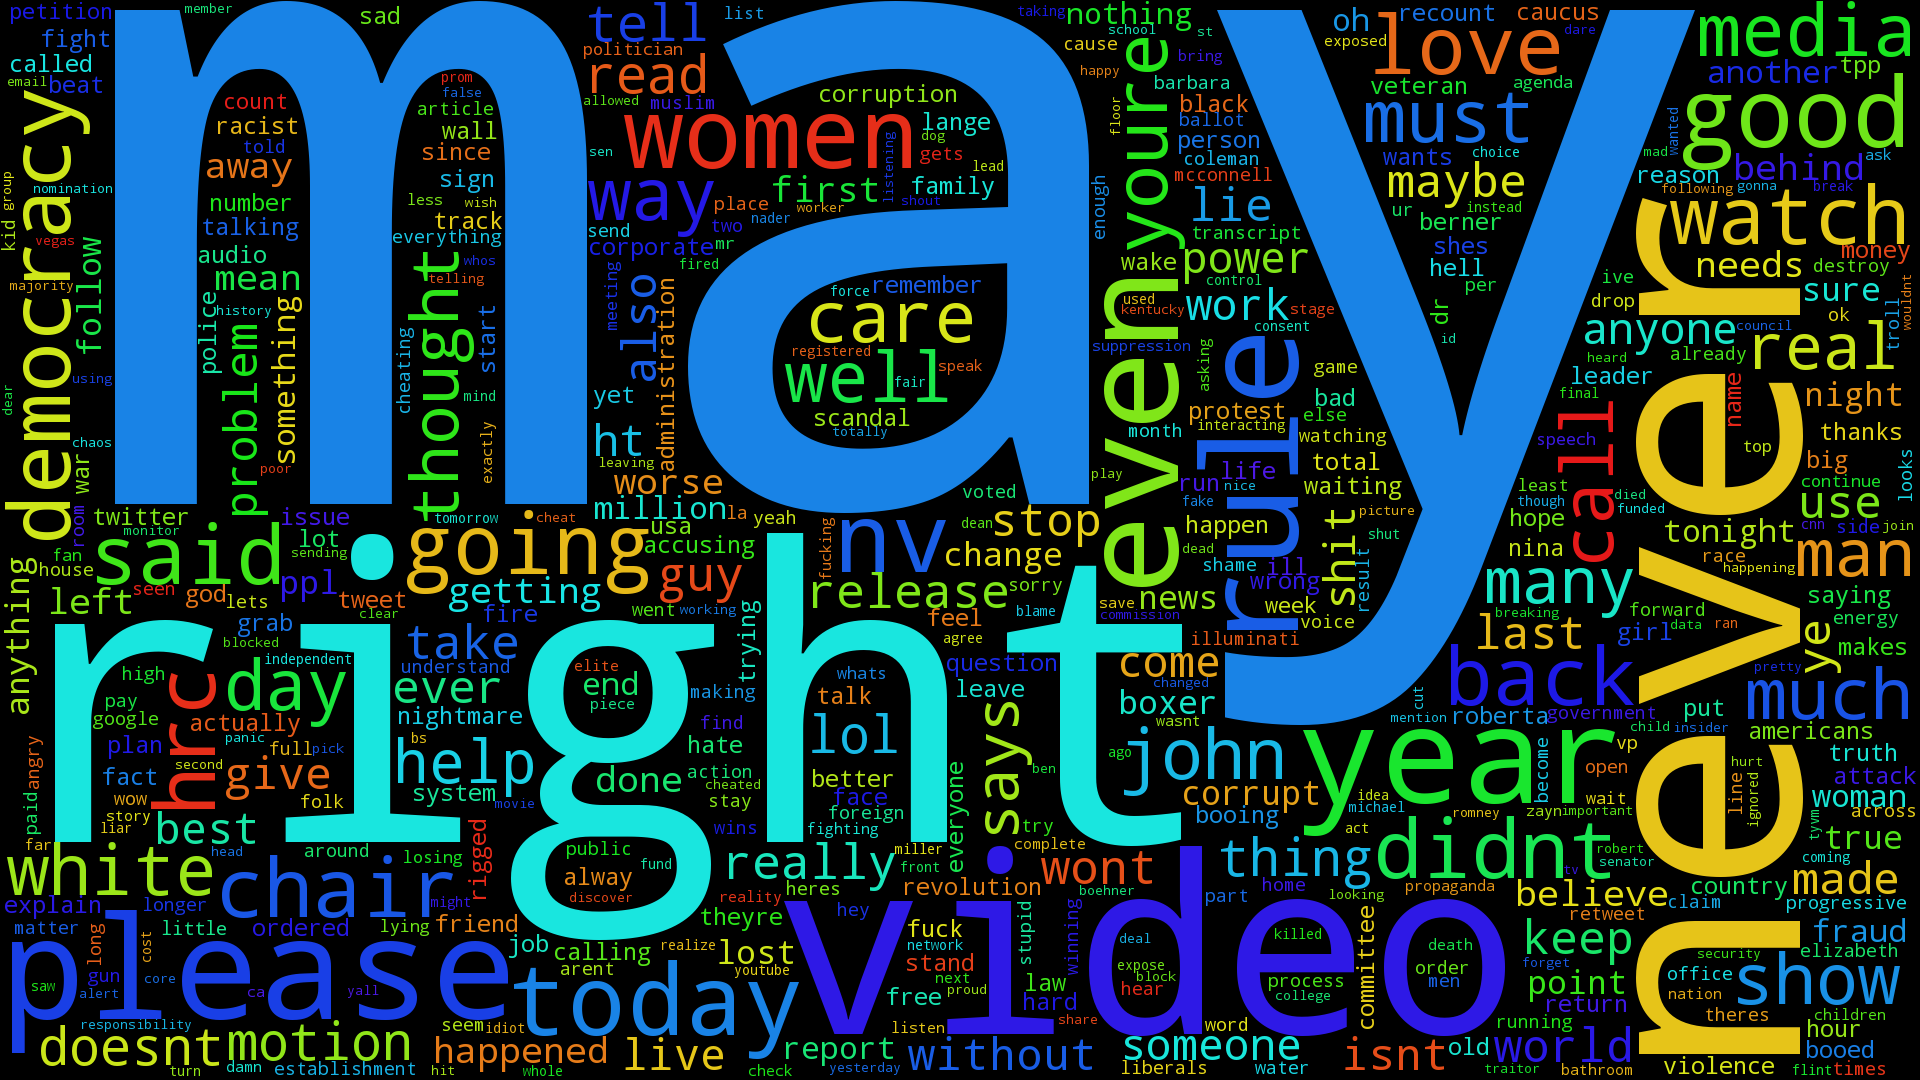 may
right
never
video
please
year
rule
even
youre
today
women
democracy
good
love
media
must
watch
real
maybe
way
read
tell
care
well
also
thought
said
going
nv
release
stop
change
guy
million
worse
ht
administration
corruption
lange
first
family
corporate
place
two
mr
send
politician
muslim
allowed
list
sad
petition
member
fight
called
email
beat
count
racist
told
away
number
talking
audio
mean
police
history
problem
something
poor
prom
false
article
wall
since
sign
less
wish
track
everything
whos
telling
start
cheating
mind
exactly
nomination
kid
group
vegas
follow
majority
using
dear
chaos
war
room
sen
listening
dog
gets
lead
worker
nader
shout
fired
meeting
yet
leaving
force
remember
registered
speak
fair
scandal
totally
voted
taking
nothing
school
st
cause
happy
bring
barbara
floor
enough
wake
used
kentucky
suppression
asking
month
play
oh
recount
caucus
exposed
dare
black
ballot
person
coleman
mcconnell
lie
transcript
power
control
work
stage
consent
game
protest
interacting
bad
else
watching
total
waiting
run
life
nice
fake
happen
dead
shame
ill
wrong
week
voice
picture
shit
result
shut
veteran
agenda
wants
choice
ur
instead
berner
shes
hell
per
dr
id
another
tpp
wanted
mad
behind
ask
reason
following
gonna
break
needs
money
destroy
sure
ive
drop
ok
troll
wouldnt
anyone
council
heard
already
leader
name
night
final
top
thanks
speech
call
big
least
though
died
funded
continue
looks
use
hope
nina
tonight
cnn
side
join
race
happening
man
many
breaking
forward
data
ran
saying
energy
girl
last
ye
makes
pretty
back
much
twitter
monitor
issue
lot
sending
tomorrow
cheat
fan
house
seen
god
lets
ppl
tweet
left
clear
getting
fire
usa
la
accusing
yeah
dean
fucking
news
save
commission
sorry
feel
blame
agree
illuminati
went
working
trying
grab
blocked
independent
take
understand
anything
high
pay
google
plan
fact
wow
story
liar
paid
angry
far
hrc
day
actually
panic
second
full
pick
give
folk
ever
nightmare
bs
help
system
movie
elite
end
piece
done
making
find
hate
action
cheated
stay
wins
whats
talk
lol
better
face
foreign
fighting
question
leave
says
ben
everyone
try
complete
come
changed
boxer
wasnt
ago
john
corrupt
booing
cut
mention
roberta
government
child
insider
put
americans
vp
become
open
wait
hurt
line
ignored
truth
attack
woman
across
idea
michael
act
romney
zayn
important
true
tyvm
coming
best
around
head
losing
rigged
white
chair
might
explain
longer
matter
little
ordered
lying
friend
long
cost
gun
alert
core
saw
ca
yall
responsibility
public
fund
alway
discover
really
reality
miller
front
heres
revolution
theyre
hey
wont
boehner
thing
home
part
looking
propaganda
didnt
robert
senator
tv
believe
retweet
country
claim
made
progressive
job
calling
arent
realize
lost
youtube
fuck
network
stand
next
proud
free
stupid
law
hard
winning
deal
expose
block
hear
share
killed
process
college
committee
death
order
men
keep
forget
point
return
security
office
nation
theres
fraud
elizabeth
show
children
doesnt
motion
seem
idiot
turn
damn
establishment
happened
hit
whole
live
report
check
listen
yesterday
without
word
someone
liberals
water
isnt
old
running
world
traitor
bathroom
violence
hour
booed
flint
times